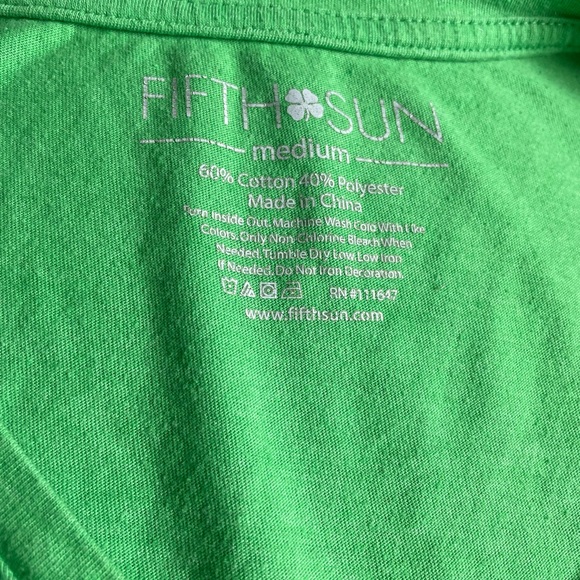 FIFTH SUN
medium
60% Cotton 40% Polyester
Made in China
Turn Inside Out. Machine Wash Cold With Like
Colors. Only Non-Chlorine Bleach When
Needed. Tumble Dry Low. Low Iron
If Needed. Do Not Iron Decoration.
RN #111647
www.fifthsun.com